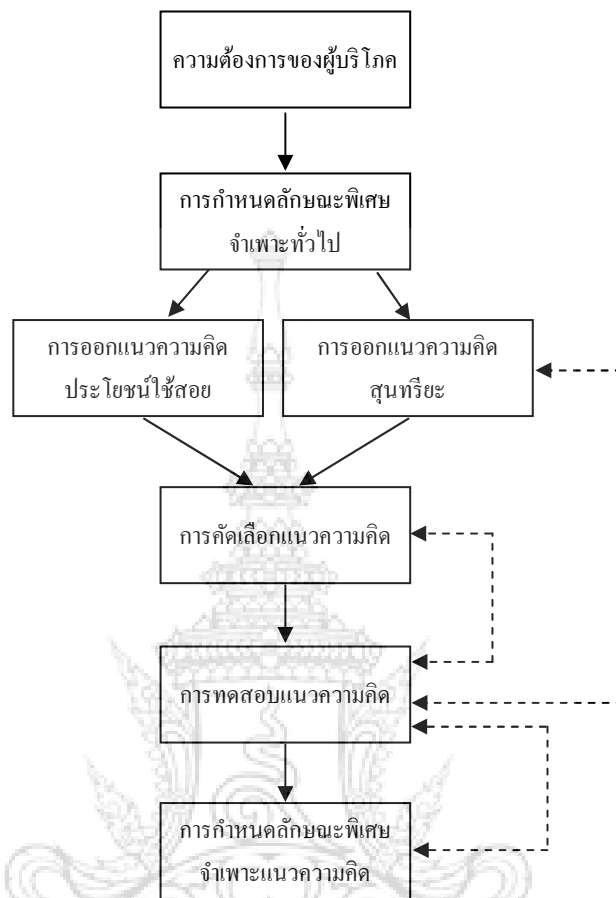 ความต้องการของผู้บริโภค
การกำหนดลักษณะพิเศษ
จำเพาะทั่วไป
การออกแนวความคิด
ประโยชน์ใช้สอย
การออกแนวความคิด
สุนทรียะ
การคัดเลือกแนวความคิด
การทดสอบแนวความคิด
การกำหนดลักษณะพิเศษ
จำเพาะแนวความคิด